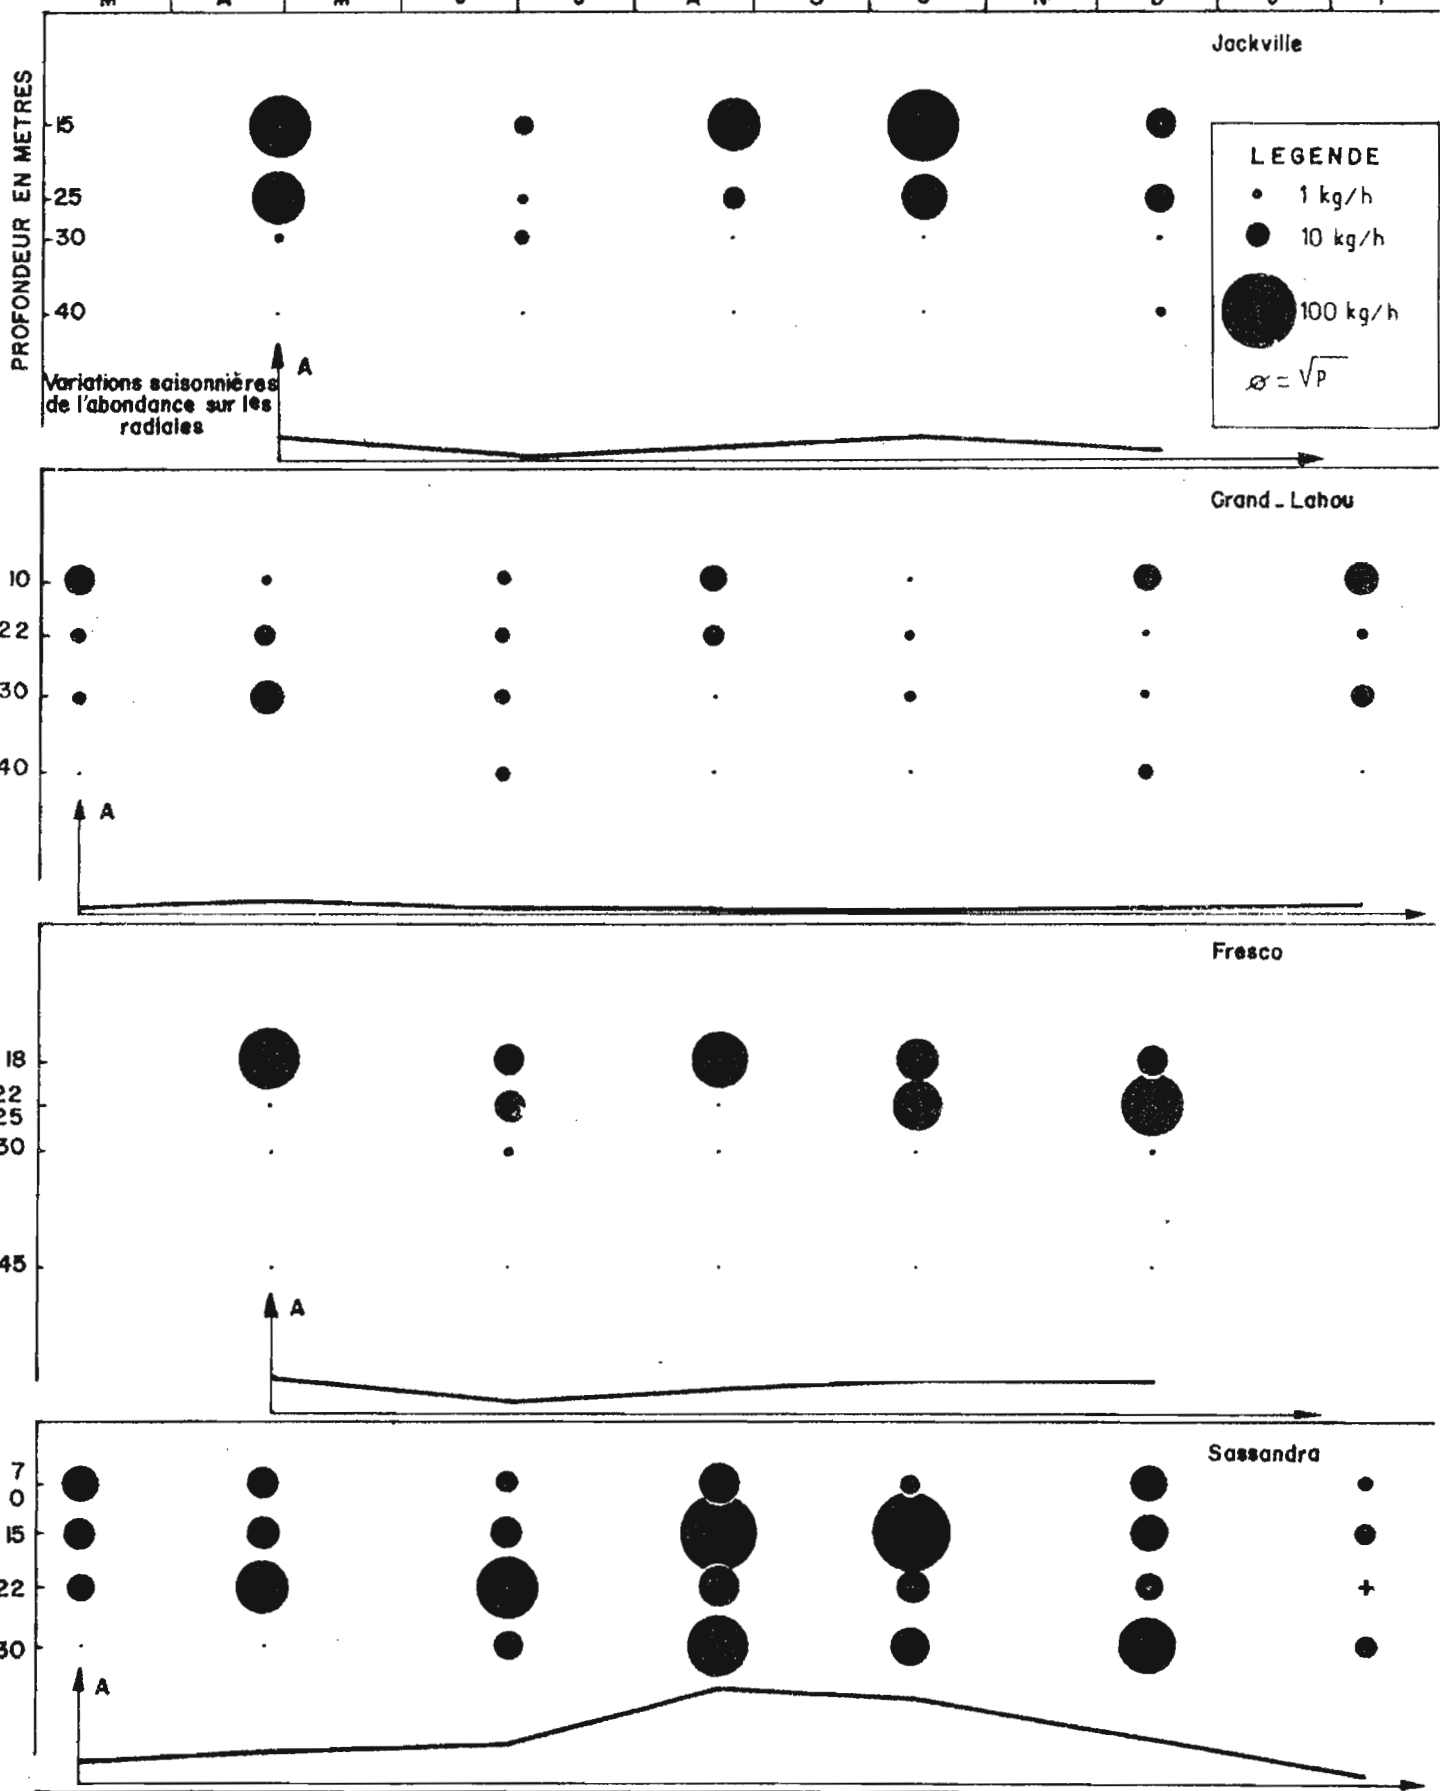 Jackville
PROFONDEUR EN METRES
15
25
30
40
LEGENDE
1 kg/h
10 kg/h
100 kg/h
ø = √P
A
Variations saisonnières
de l'abondance sur les
radiales
Grand_Lahou
10
22
30
40
A
Fresco
18
22
25
30
45
A
Sassandra
7
0
15
22
30
A